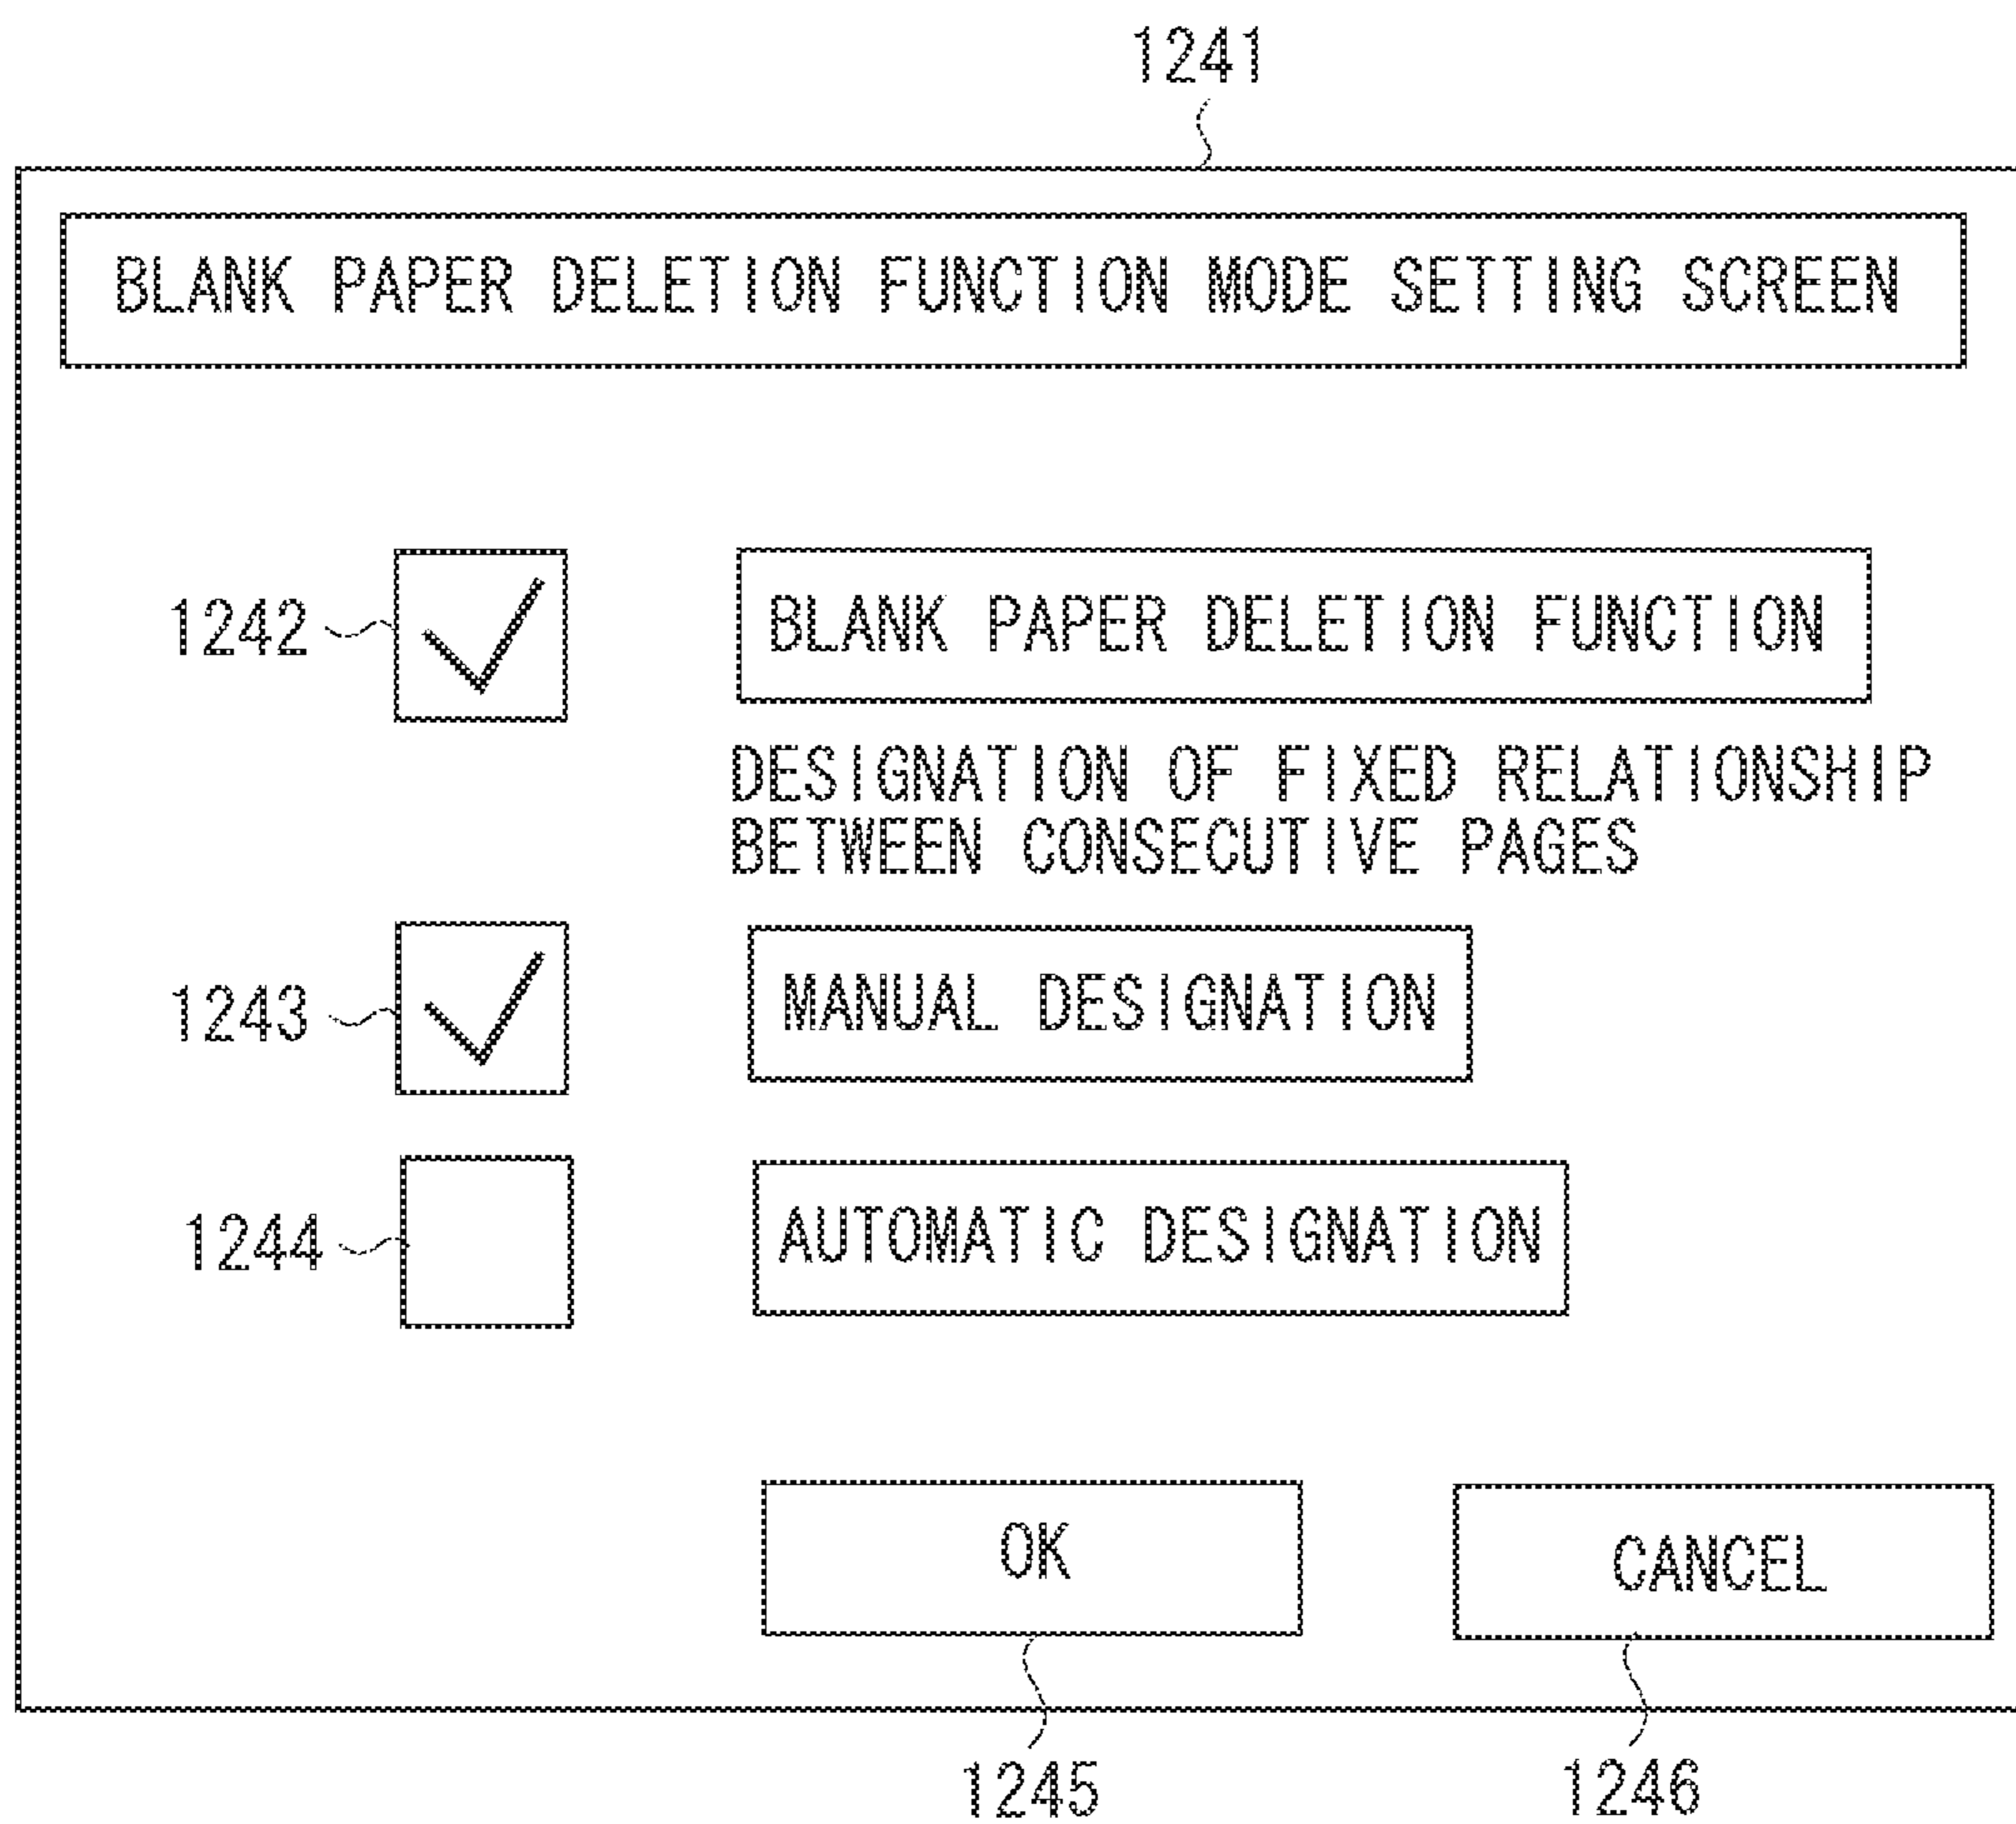 1241
BLANK PAPER DELETION FUNCTION MODE SETTING SCREEN
1242
BLANK PAPER DELETION FUNCTION
DESIGNATION OF FIXED RELATIONSHIP
BETWEEN CONSECUTIVE PAGES
1243
MANUAL DESIGNATION
1244
AUTOMATIC DESIGNATION
OK
CANCEL
1245
1246